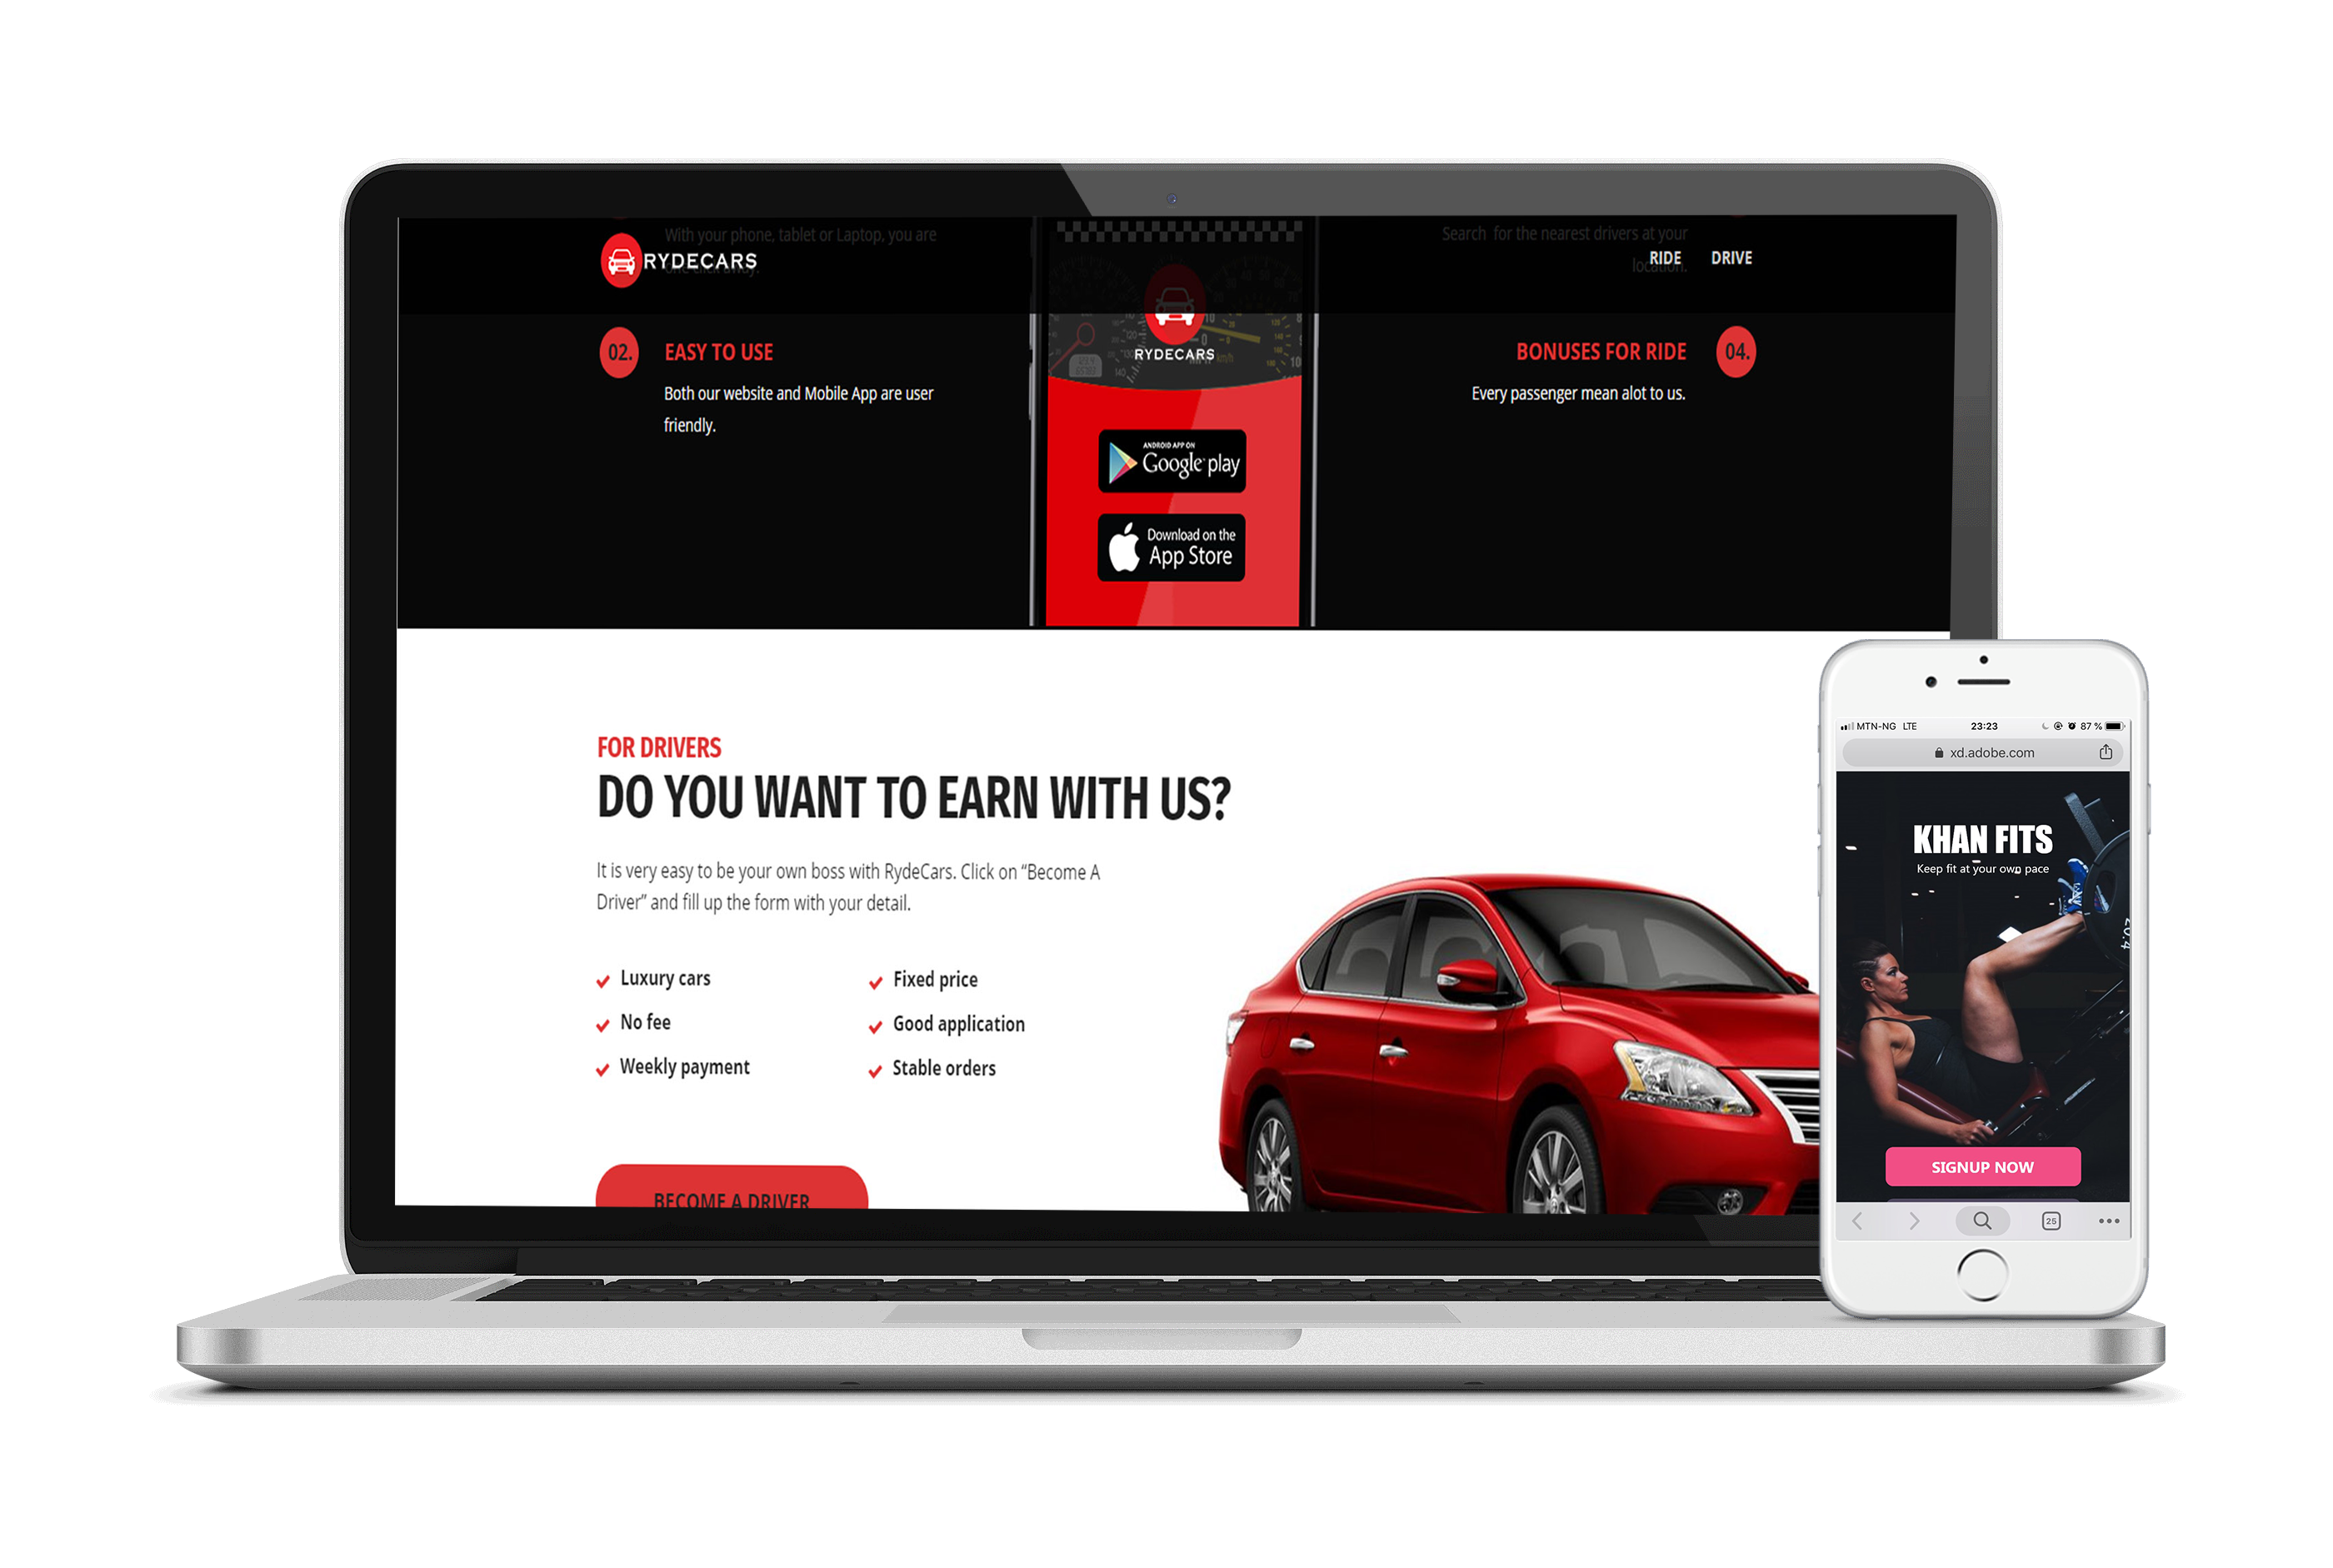 With your phone, tablet or Laptop, you are
one click away.
RYDECARS
Search for the nearest drivers at your
location.
RIDE DRIVE
02. EASY TO USE
Both our website and Mobile App are user
friendly.
RYDECARS
ANDROID APP ON
Google play
Download on the
App Store
BONUSES FOR RIDE 04.
Every passenger mean alot to us.
FOR DRIVERS
DO YOU WANT TO EARN WITH US?
It is very easy to be your own boss with RydeCars. Click on “Become A
Driver” and fill up the form with your detail.
Luxury cars
No fee
Weekly payment
Fixed price
Good application
Stable orders
BECOME A DRIVER
MTN-NG LTE 23:23 87 %
xd.adobe.com
KHAN FITS
Keep fit at your own pace
20.4
SIGNUP NOW
25